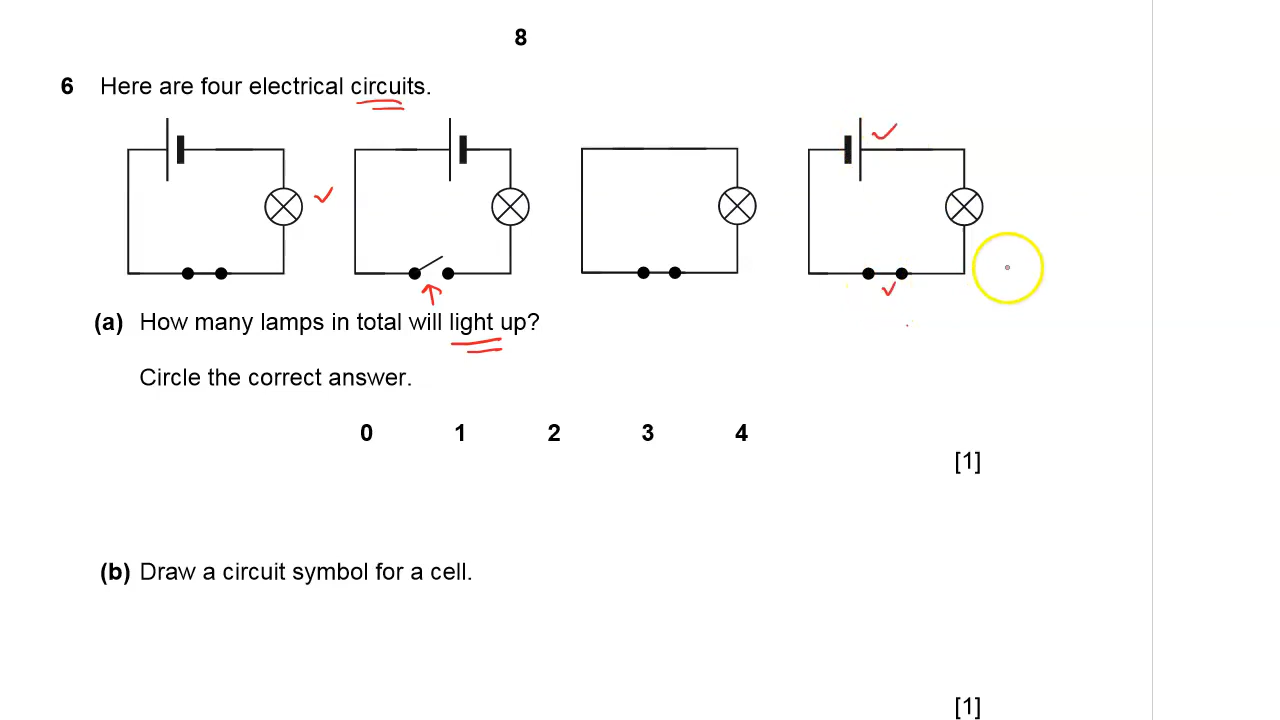 8
6 Here are four electrical circuits.
(a) How many lamps in total will light up?
Circle the correct answer.
0 1 2 3 4
[1]
(b) Draw a circuit symbol for a cell.
[1]